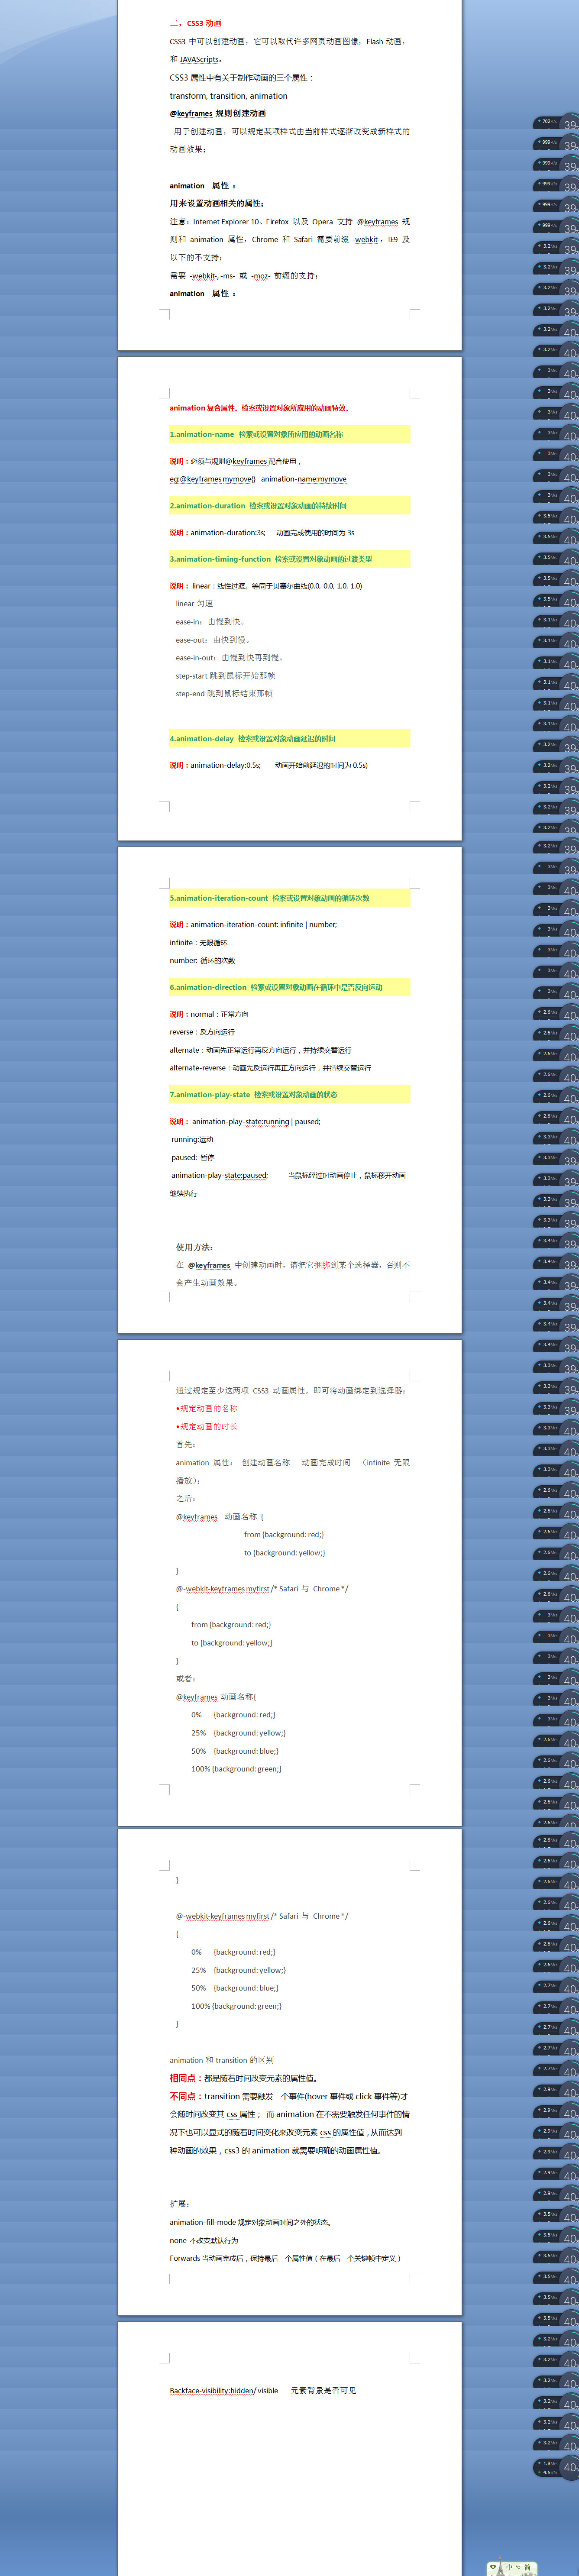 二，CSS3 动画
CSS3 中可以创建动画，它可以取代许多网页动画图像，Flash 动画，
和 JAVAScripts。
CSS3 属性中有关于制作动画的三个属性：
transform, transition, animation
@keyframes 规则创建动画
用于创建动画，可以规定某项样式由当前样式逐渐改变成新样式的
动画效果；
animation 属性 ：
用来设置动画相关的属性；
注意：Internet Explorer 10、Firefox 以及 Opera 支持 @keyframes 规
则和 animation 属性，Chrome 和 Safari 需要前缀 -webkit-，IE9 及
以下的不支持；
需要 -webkit-, -ms- 或 -moz- 前缀的支持；
animation 属性 ：
animation 复合属性。检索或设置对象所应用的动画特效。
1.animation-name 检索或设置对象所应用的动画名称
说明：必须与规则@keyframes 配合使用，
eg:@keyframes mymove{} animation-name:mymove
2.animation-duration 检索或设置对象动画的持续时间
说明：animation-duration:3s; 动画完成使用的时间为 3s
3.animation-timing-function 检索或设置对象动画的过渡类型
说明： linear：线性过渡。等同于贝塞尔曲线(0.0, 0.0, 1.0, 1.0)
linear 匀速
ease-in：由慢到快。
ease-out：由快到慢。
ease-in-out：由慢到快再到慢。
step-start 跳到鼠标开始那帧
step-end 跳到鼠标结束那帧
4.animation-delay 检索或设置对象动画延迟的时间
说明：animation-delay:0.5s; 动画开始前延迟的时间为 0.5s)
5.animation-iteration-count 检索或设置对象动画的循环次数
说明：animation-iteration-count: infinite | number;
infinite：无限循环
number: 循环的次数
6.animation-direction 检索或设置对象动画在循环中是否反向运动
说明：normal：正常方向
reverse：反方向运行
alternate：动画先正常运行再反方向运行，并持续交替运行
alternate-reverse：动画先反运行再正方向运行，并持续交替运行
7.animation-play-state 检索或设置对象动画的状态
说明： animation-play-state:running | paused;
running:运动
paused: 暂停
animation-play-state:paused; 当鼠标经过时动画停止，鼠标移开动画
继续执行
使用方法：
在 @keyframes 中创建动画时，请把它捆绑到某个选择器，否则不
会产生动画效果。
通过规定至少这两项 CSS3 动画属性，即可将动画绑定到选择器：
•规定动画的名称
•规定动画的时长
首先：
animation 属性： 创建动画名称 动画完成时间 （infinite 无限
播放）；
之后：
@keyframes 动画名称 {
from {background: red;}
to {background: yellow;}
}
@-webkit-keyframes myfirst /* Safari 与 Chrome */
{
from {background: red;}
to {background: yellow;}
}
或者：
@keyframes 动画名称{
0% {background: red;}
25% {background: yellow;}
50% {background: blue;}
100% {background: green;}
}
@-webkit-keyframes myfirst /* Safari 与 Chrome */
{
0% {background: red;}
25% {background: yellow;}
50% {background: blue;}
100% {background: green;}
}
animation 和 transition 的区别
相同点：都是随着时间改变元素的属性值。
不同点：transition 需要触发一个事件(hover 事件或 click 事件等)才
会随时间改变其 css 属性； 而 animation 在不需要触发任何事件的情
况下也可以显式的随着时间变化来改变元素 css 的属性值，从而达到一
种动画的效果，css3 的 animation 就需要明确的动画属性值。
扩展：
animation-fill-mode 规定对象动画时间之外的状态。
none 不改变默认行为
Forwards 当动画完成后，保持最后一个属性值（在最后一个关键帧中定义）
Backface-visibility:hidden/ visible 元素背景是否可见